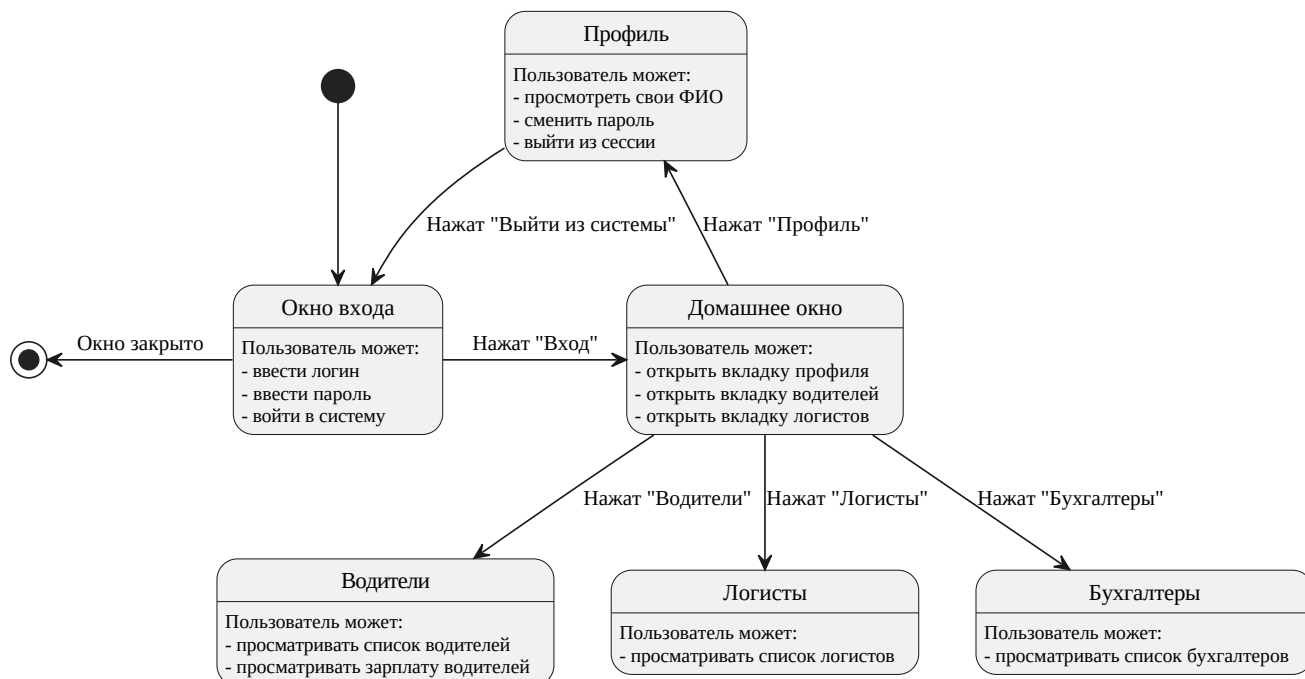 Профиль
Пользователь может:
- просмотреть свои ФИО
- сменить пароль
- выйти из сессии
Нажат "Выйти из системы"
Нажат "Профиль"
Окно входа
Пользователь может:
- ввести логин
- ввести пароль
- войти в систему
Окно закрыто
Нажат "Вход"
Домашнее окно
Пользователь может:
- открыть вкладку профиля
- открыть вкладку водителей
- открыть вкладку логистов
Нажат "Водители"
Нажат "Логисты"
Нажат "Бухгалтеры"
Водители
Пользователь может:
- просматривать список водителей
- просматривать зарплату водителей
Логисты
Пользователь может:
- просматривать список логистов
Бухгалтеры
Пользователь может:
- просматривать список бухгалтеров